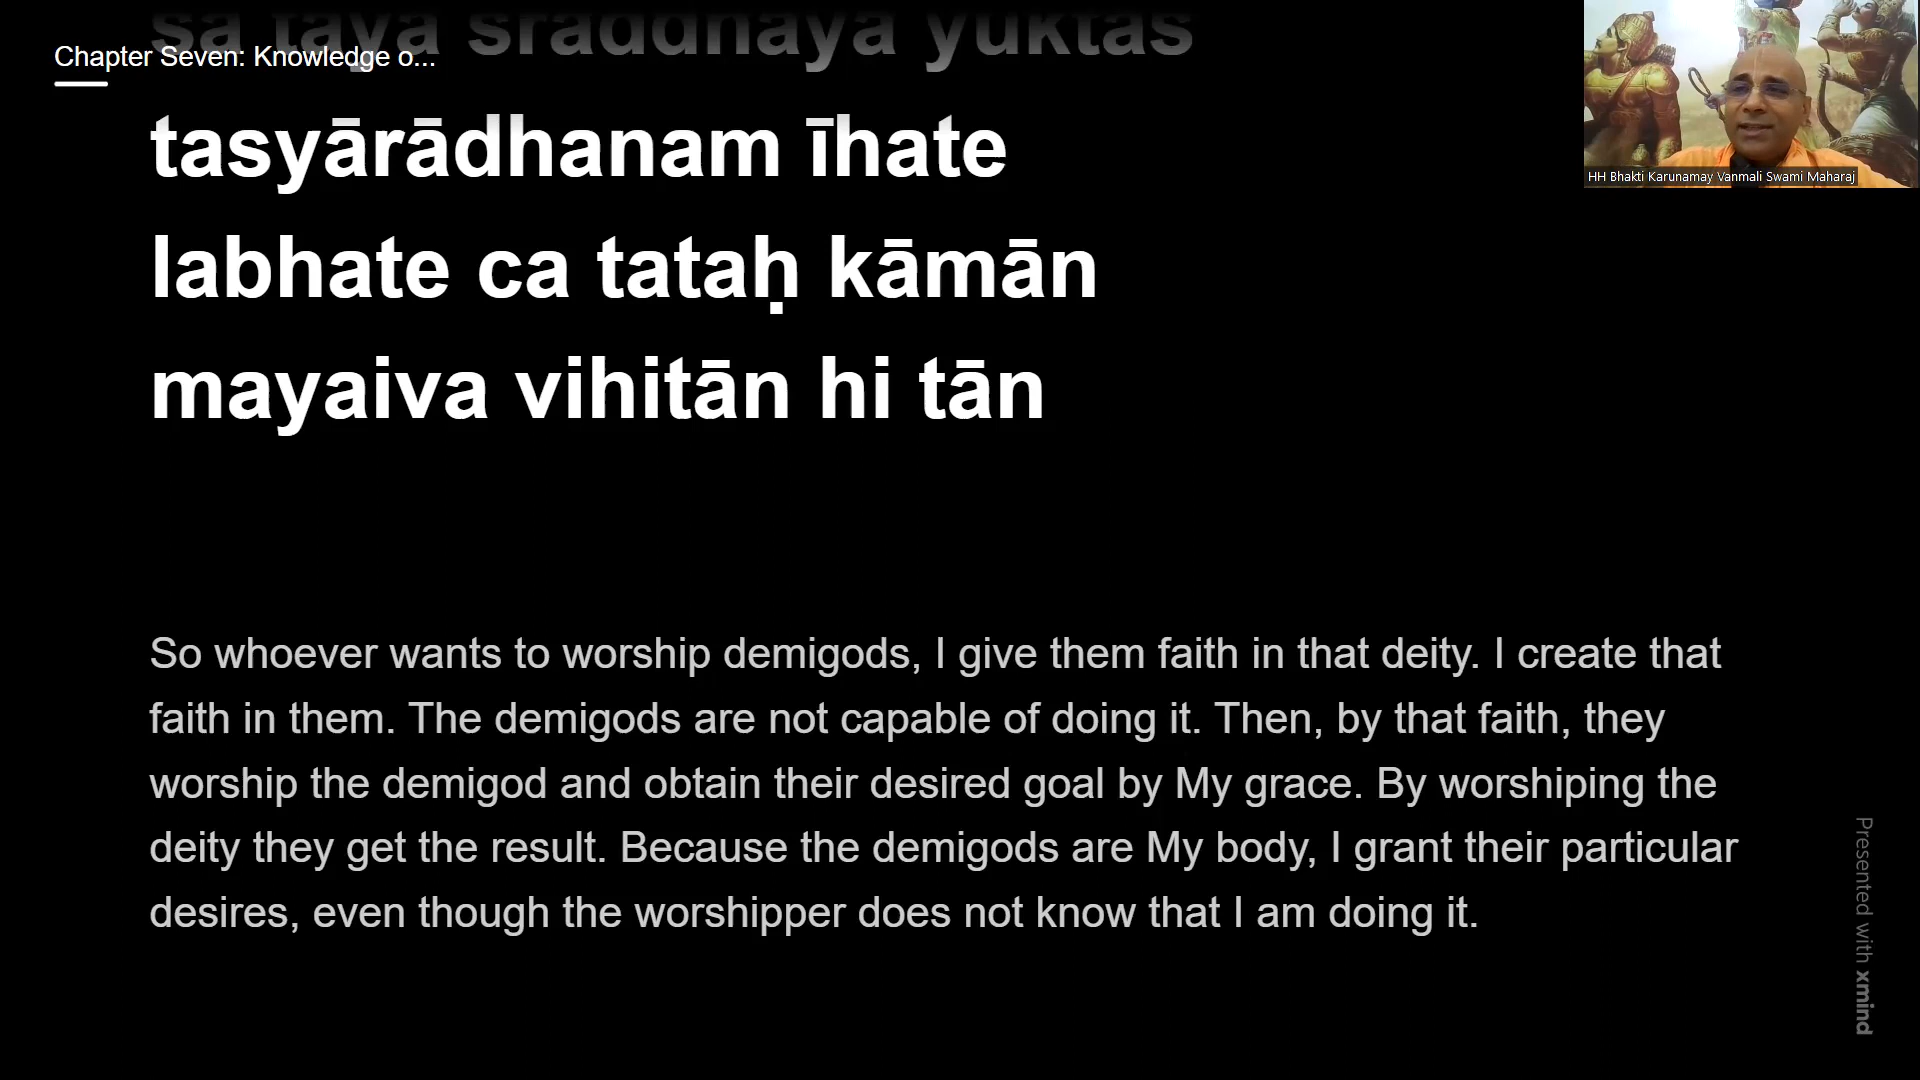 sa tayā śraddhayā yuktas
Chapter Seven: Knowledge o...
tasyārādhanam īhate
labhate ca tataḥ kāmān
mayaiva vihitān hi tān
HH Bhakti Karunamay Vanmali Swami Maharaj
So whoever wants to worship demigods, I give them faith in that deity. I create that
faith in them. The demigods are not capable of doing it. Then, by that faith, they
worship the demigod and obtain their desired goal by My grace. By worshiping the
deity they get the result. Because the demigods are My body, I grant their particular
desires, even though the worshipper does not know that I am doing it.
Presented with xmind